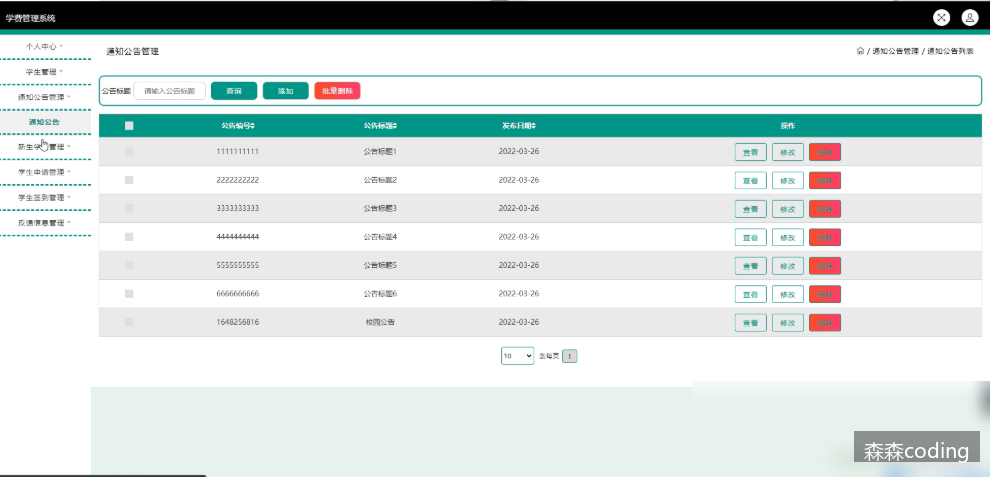 学费管理系统
个人中心
学生管理
通知公告管理
通知公告
新生学 管理
学生申请管理
学生签到管理
反馈信息管理
通知公告管理
/ 通知公告管理 / 通知公告列表
公告标题 请输入公告标题 查询 添加 批量删除
公告编号 公告标题 发布日期 操作
1111111111 公告标题1 2022-03-26 查看 修改 删除
2222222222 公告标题2 2022-03-26 查看 修改 删除
3333333333 公告标题3 2022-03-26 查看 修改 删除
4444444444 公告标题4 2022-03-26 查看 修改 删除
5555555555 公告标题5 2022-03-26 查看 修改 删除
6666666666 公告标题6 2022-03-26 查看 修改 删除
1648256816 校园公告 2022-03-26 查看 修改 删除
10 条每页 1
森森coding